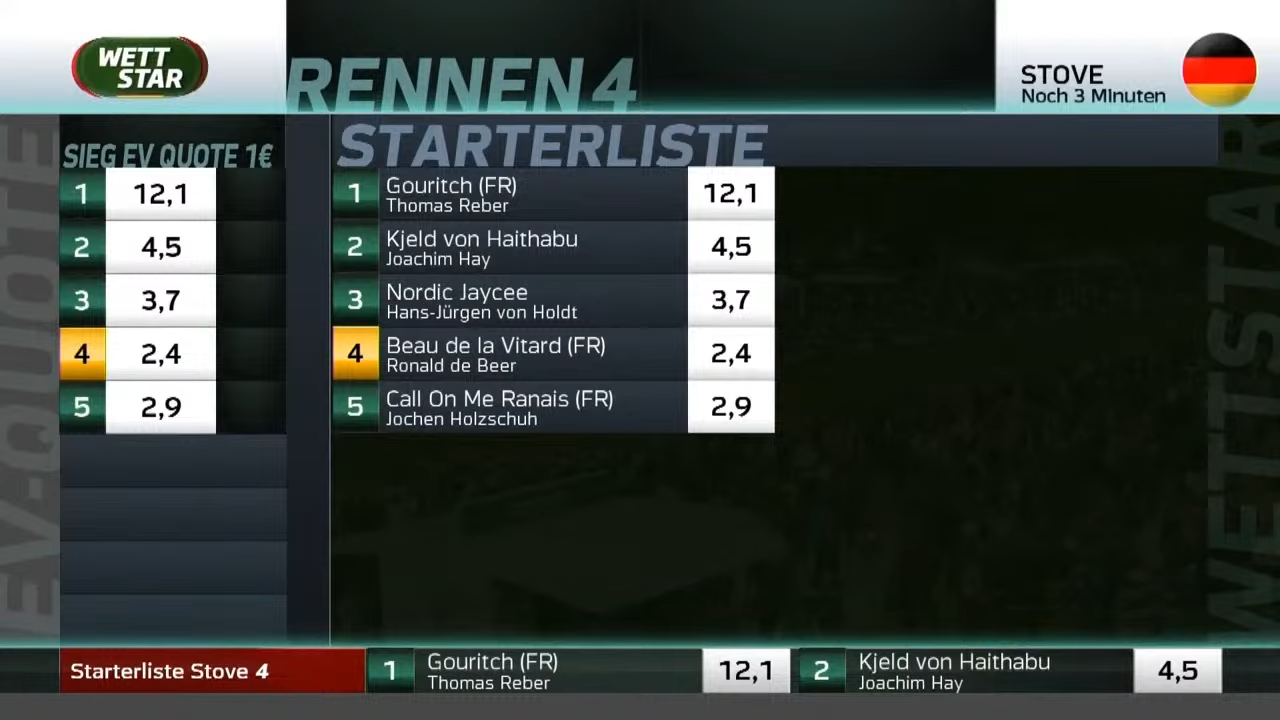 WETT
STAR
RENNEN 4
STOVE
Noch 3 Minuten
EV-QUOTE
WETTSTAR
SIEG EV QUOTE 1€
1 12,1
2 4,5
3 3,7
4 2,4
5 2,9
STARTERLISTE
1 Gouritch (FR) 12,1
Thomas Reber
2 Kjeld von Haithabu 4,5
Joachim Hay
3 Nordic Jaycee 3,7
Hans-Jürgen von Holdt
4 Beau de la Vitard (FR) 2,4
Ronald de Beer
5 Call On Me Ranais (FR) 2,9
Jochen Holzschuh
Starterliste Stove 4
1 Gouritch (FR) 12,1
Thomas Reber
2 Kjeld von Haithabu 4,5
Joachim Hay